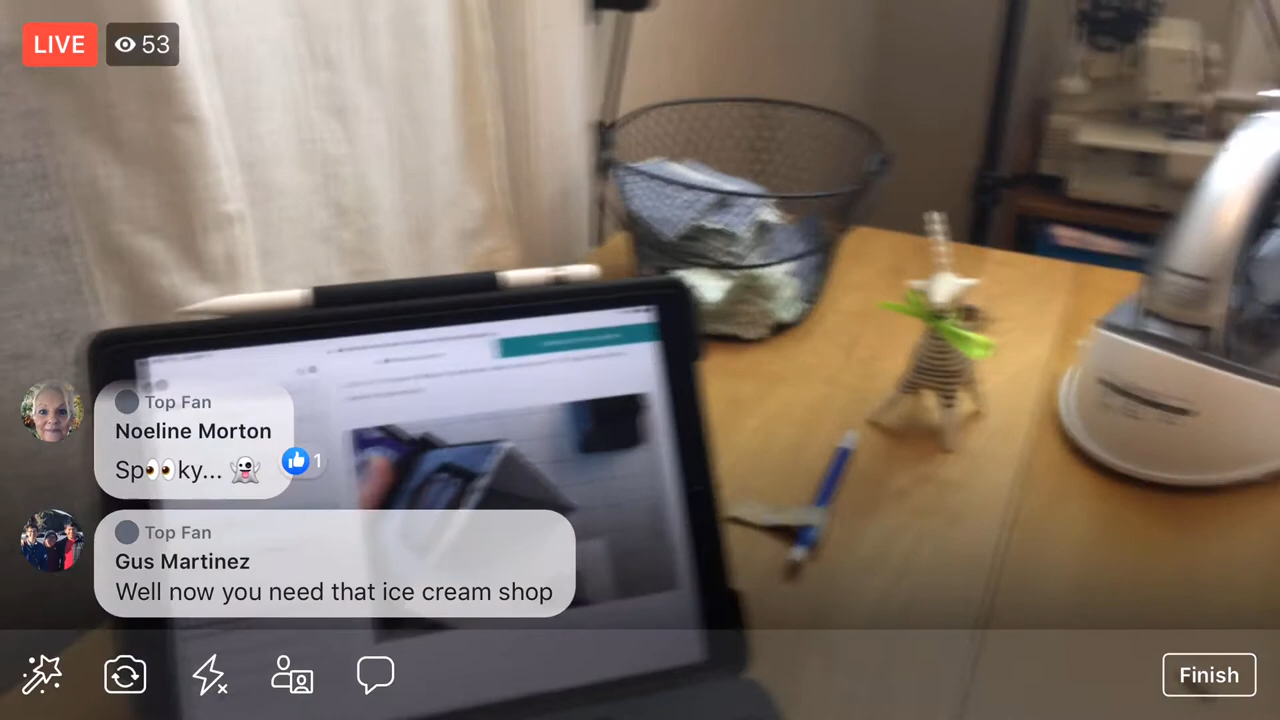 LIVE
53
Top Fan
Noeline Morton
Sp👀ky... 👻
1
Top Fan
Gus Martinez
Well now you need that ice cream shop
Finish